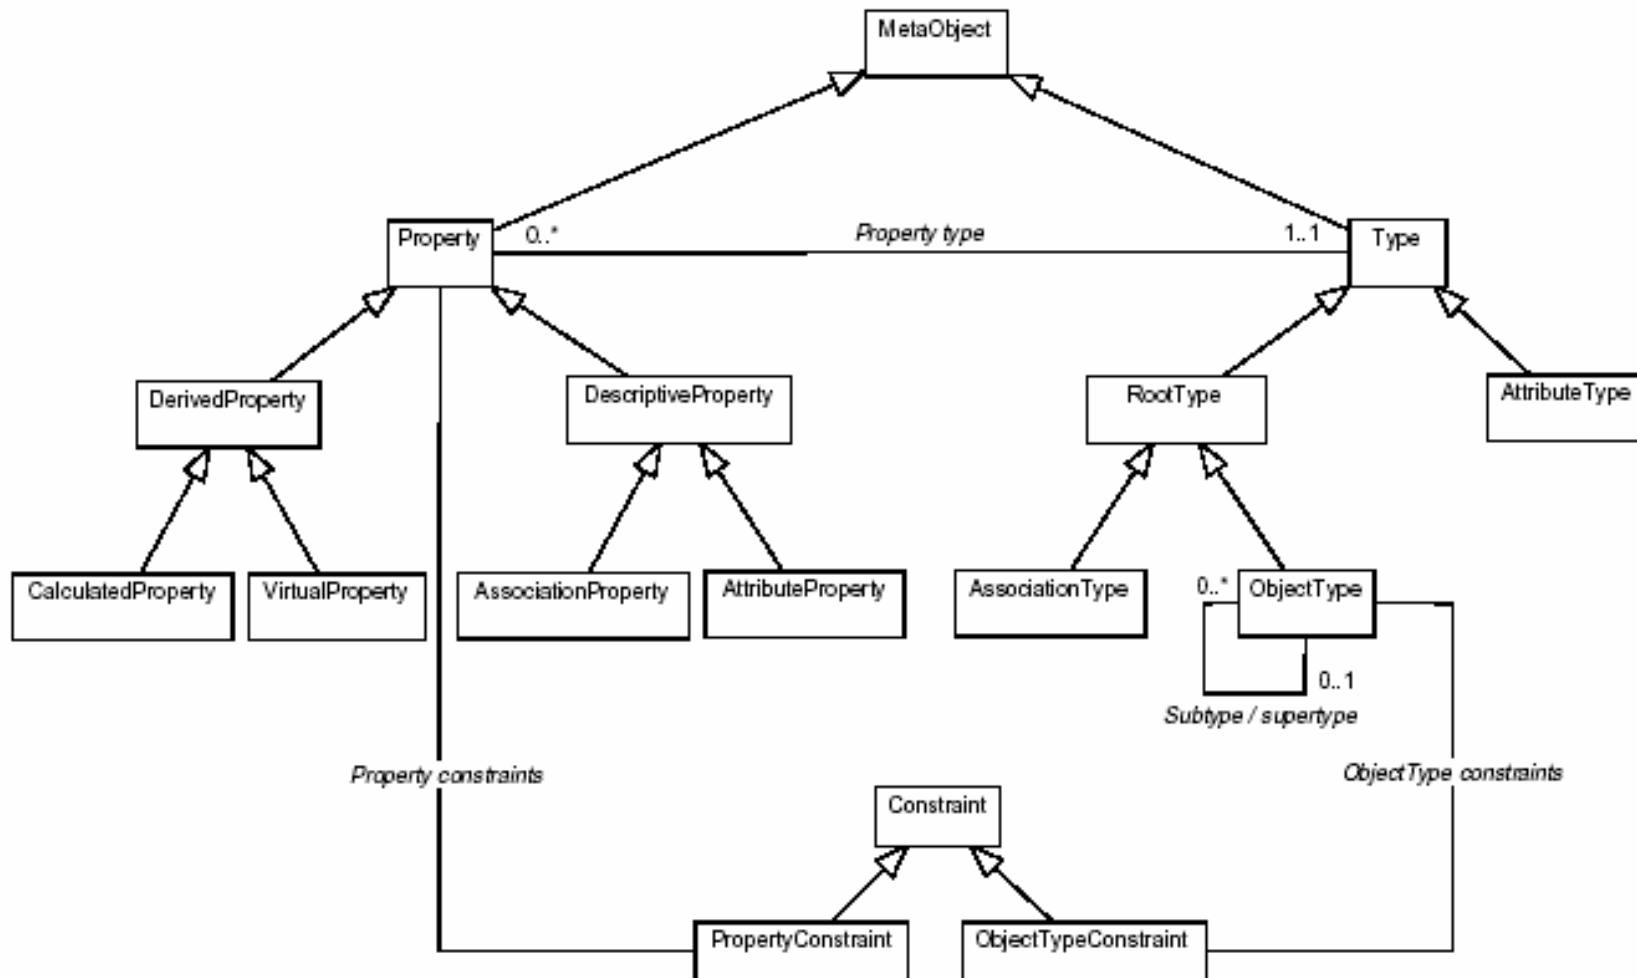 MetaObject
Property
0..*
Property type
1..1
Type
DerivedProperty
DescriptiveProperty
RootType
AttributeType
CalculatedProperty
VirtualProperty
AssociationProperty
AttributeProperty
AssociationType
0..*
ObjectType
0..1
Subtype / supertype
Property constraints
ObjectType constraints
Constraint
PropertyConstraint
ObjectTypeConstraint